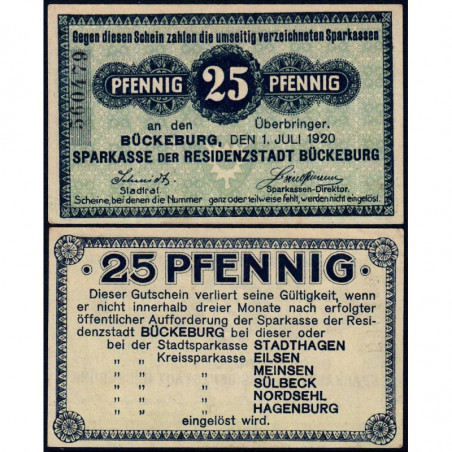 Gegen diesen Schein zahlen die umseitig verzeichneten Sparkassen
PFENNIG 25 PFENNIG
an den Überbringer.
BÜCKEBURG, DEN 1. JULI 1920
SPARKASSE DER RESIDENZSTADT BÜCKEBURG
Schmidt.
Stadtrat. Sparkassen-Direktor.
Scheine, bei denen die Nummer ganz oder teilweise fehlt, werden nicht eingelöst.
560479
25 PFENNIG
Dieser Gutschein verliert seine Gültigkeit, wenn
er nicht innerhalb dreier Monate nach erfolgter
öffentlicher Aufforderung der Sparkasse der Resi-
denzstadt BÜCKEBURG bei dieser oder
bei der Stadtsparkasse STADTHAGEN
„ „ Kreissparkasse EILSEN
„ „ „ MEINSEN
„ „ „ SÜLBECK
„ „ „ NORDSEHL
„ „ „ HAGENBURG
eingelöst wird.